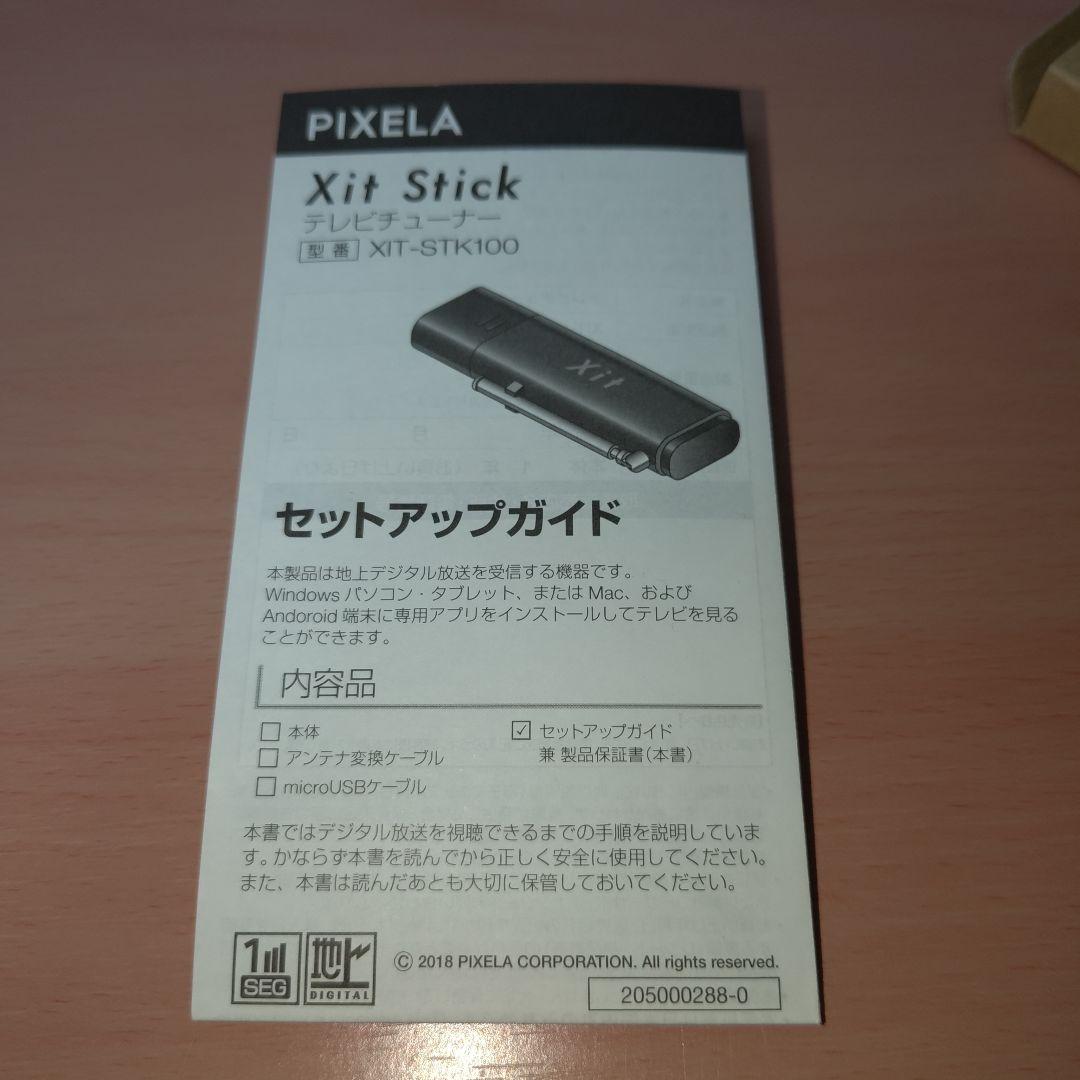 PIXELA
Xit Stick
テレビチューナー
型番 XIT-STK100
Xit
セットアップガイド
本製品は地上デジタル放送を受信する機器です。
Windows パソコン・タブレット、または Mac、および
Andoroid 端末に専用アプリをインストールしてテレビを見る
ことができます。
内容品
本体
アンテナ変換ケーブル
microUSBケーブル
セットアップガイド
兼 製品保証書(本書)
本書ではデジタル放送を視聴できるまでの手順を説明していま
す。かならず本書を読んでから正しく安全に使用してください。
また、本書は読んだあとも大切に保管しておいてください。
1SEG
地上 DIGITAL
© 2018 PIXELA CORPORATION. All rights reserved.
205000288-0